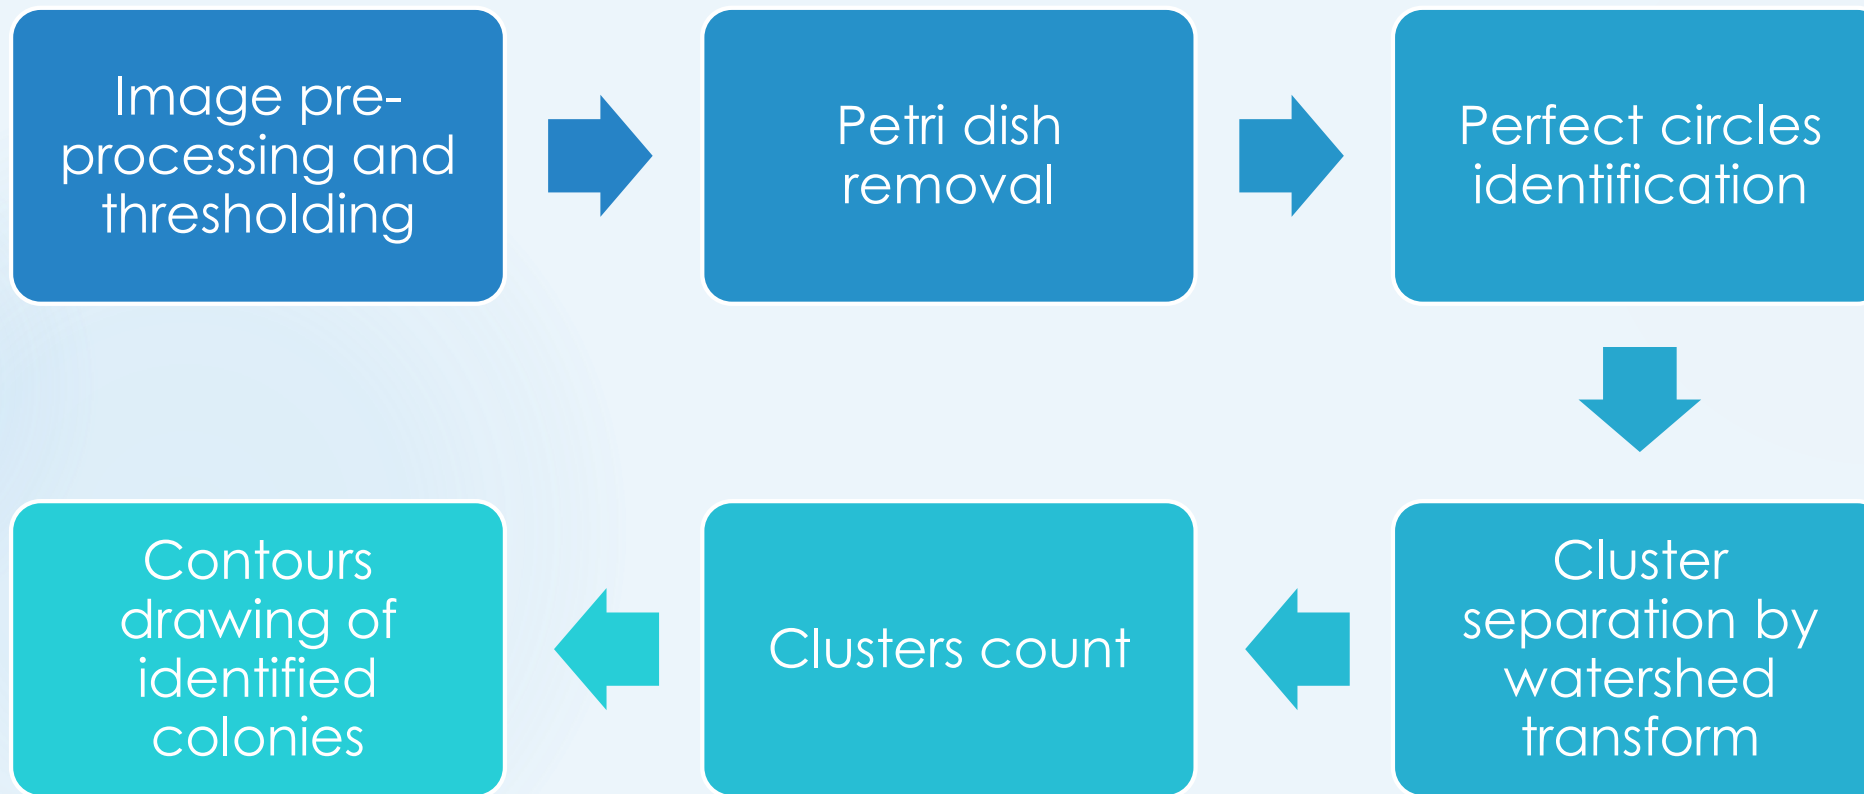 Image pre-
processing and
thresholding
Petri dish
removal
Perfect circles
identification
Cluster
separation by
watershed
transform
Clusters count
Contours
drawing of
identified
colonies